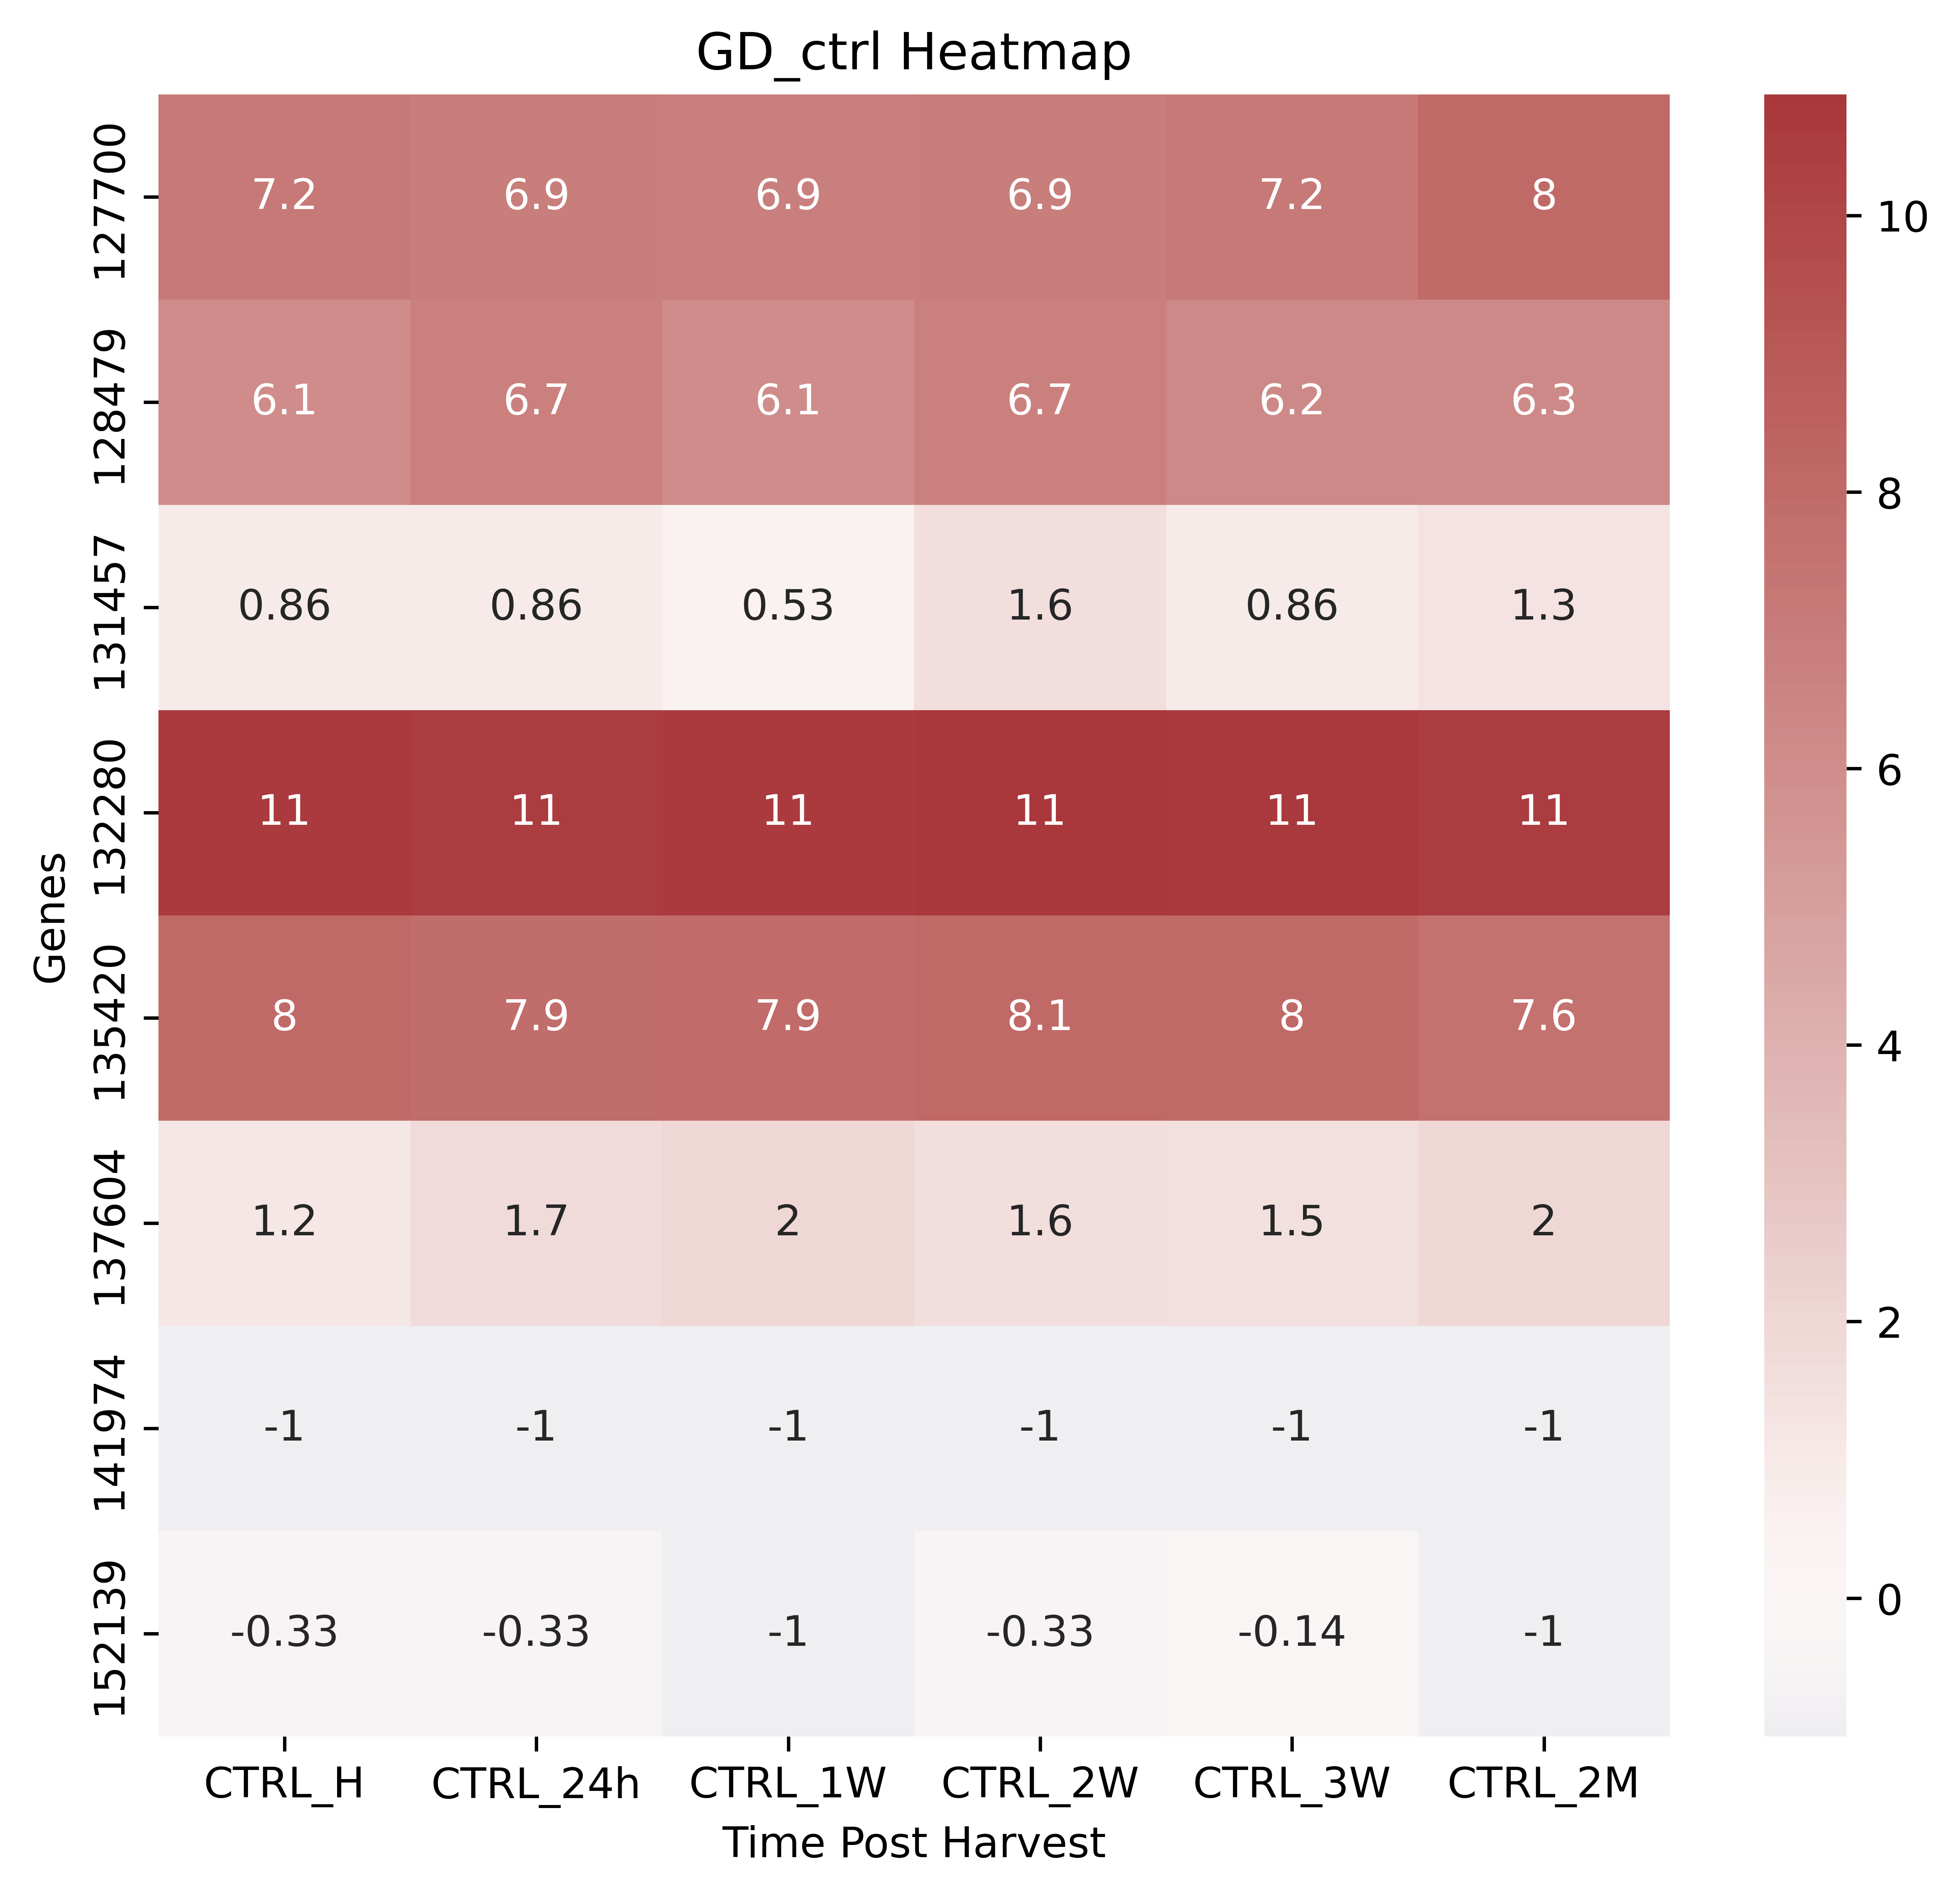 GD_ctrl Heatmap
127700 7.2 6.9 6.9 6.9 7.2 8
128479 6.1 6.7 6.1 6.7 6.2 6.3
131457 0.86 0.86 0.53 1.6 0.86 1.3
132280 11 11 11 11 11 11
135420 8 7.9 7.9 8.1 8 7.6
137604 1.2 1.7 2 1.6 1.5 2
141974 -1 -1 -1 -1 -1 -1
152139 -0.33 -0.33 -1 -0.33 -0.14 -1
Genes
CTRL_H CTRL_24h CTRL_1W CTRL_2W CTRL_3W CTRL_2M
Time Post Harvest
10
8
6
4
2
0